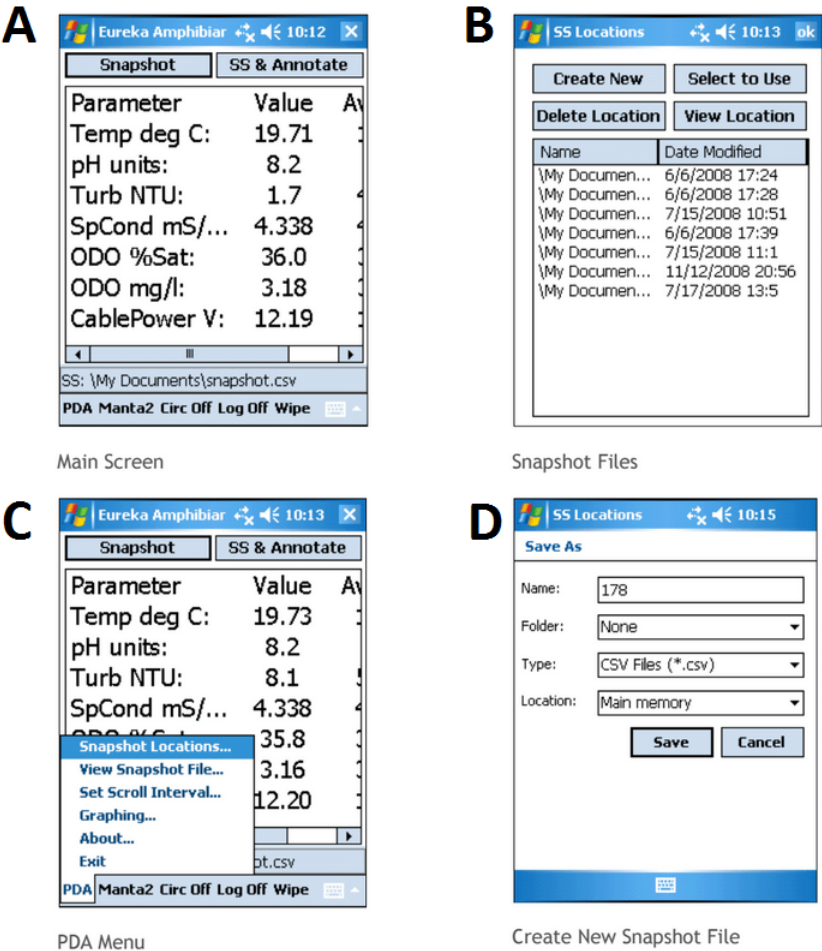 A
Eureka Amphibiar 10:12
Snapshot SS & Annotate
Parameter Value Av
Temp deg C: 19.71
pH units: 8.2
Turb NTU: 1.7
SpCond mS/... 4.338
ODO %Sat: 36.0
ODO mg/l: 3.18
CablePower V: 12.19
SS: \My Documents\snapshot.csv
PDA Manta2 Circ Off Log Off Wipe
Main Screen
B
SS Locations 10:13 ok
Create New Select to Use
Delete Location View Location
Name Date Modified
\My Documen... 6/6/2008 17:24
\My Documen... 6/6/2008 17:28
\My Documen... 7/15/2008 10:51
\My Documen... 6/6/2008 17:39
\My Documen... 7/15/2008 11:1
\My Documen... 11/12/2008 20:56
\My Documen... 7/17/2008 13:5
Snapshot Files
C
Eureka Amphibiar 10:13
Snapshot SS & Annotate
Parameter Value Av
Temp deg C: 19.73
pH units: 8.2
Turb NTU: 8.1
SpCond mS/... 4.338
Snapshot Locations... 35.8
View Snapshot File... 3.16
Set Scroll Interval... 12.20
Graphing...
About...
Exit ot.csv
PDA Manta2 Circ Off Log Off Wipe
PDA Menu
D
SS Locations 10:15
Save As
Name: 178
Folder: None
Type: CSV Files (*.csv)
Location: Main memory
Save Cancel
Create New Snapshot File